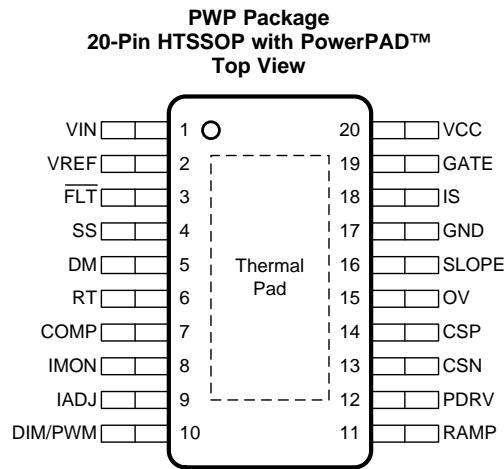 PWP Package
20-Pin HTSSOP with PowerPAD™
Top View
VIN 1 20 VCC
VREF 2 19 GATE
FLT 3 18 IS
SS 4 17 GND
DM 5 16 SLOPE
RT 6 15 OV
COMP 7 14 CSP
IMON 8 13 CSN
IADJ 9 12 PDRV
DIM/PWM 10 11 RAMP
Thermal
Pad